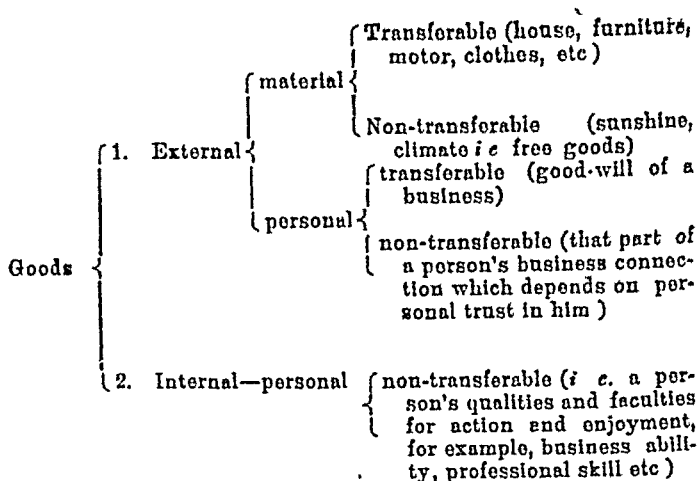 Transferable (house, furniture,
motor, clothes, etc)
material
Non-transferable (sunshine,
climate i e free goods)
1. External
transferable (good-will of a
business)
personal
non-transferable (that part of
a person's business connec-
tion which depends on per-
sonal trust in him )
Goods
2. Internal—personal non-transferable (i e. a per-
son's qualities and faculties
for action and enjoyment,
for example, business abili-
ty, professional skill etc )